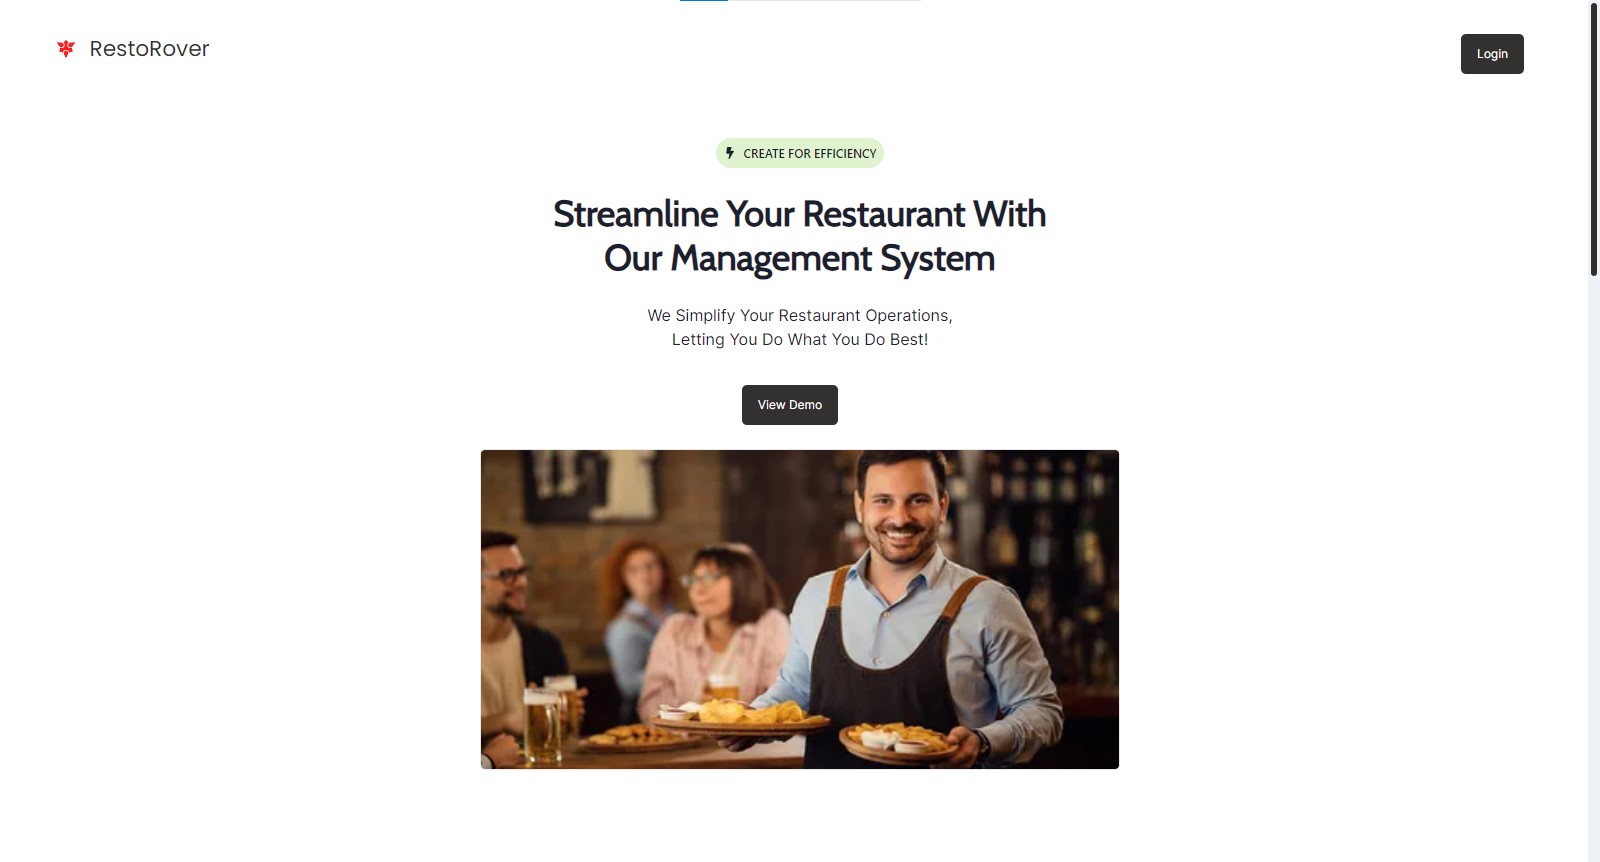 RestoRover
Login
CREATE FOR EFFICIENCY
Streamline Your Restaurant With
Our Management System
We Simplify Your Restaurant Operations,
Letting You Do What You Do Best!
View Demo